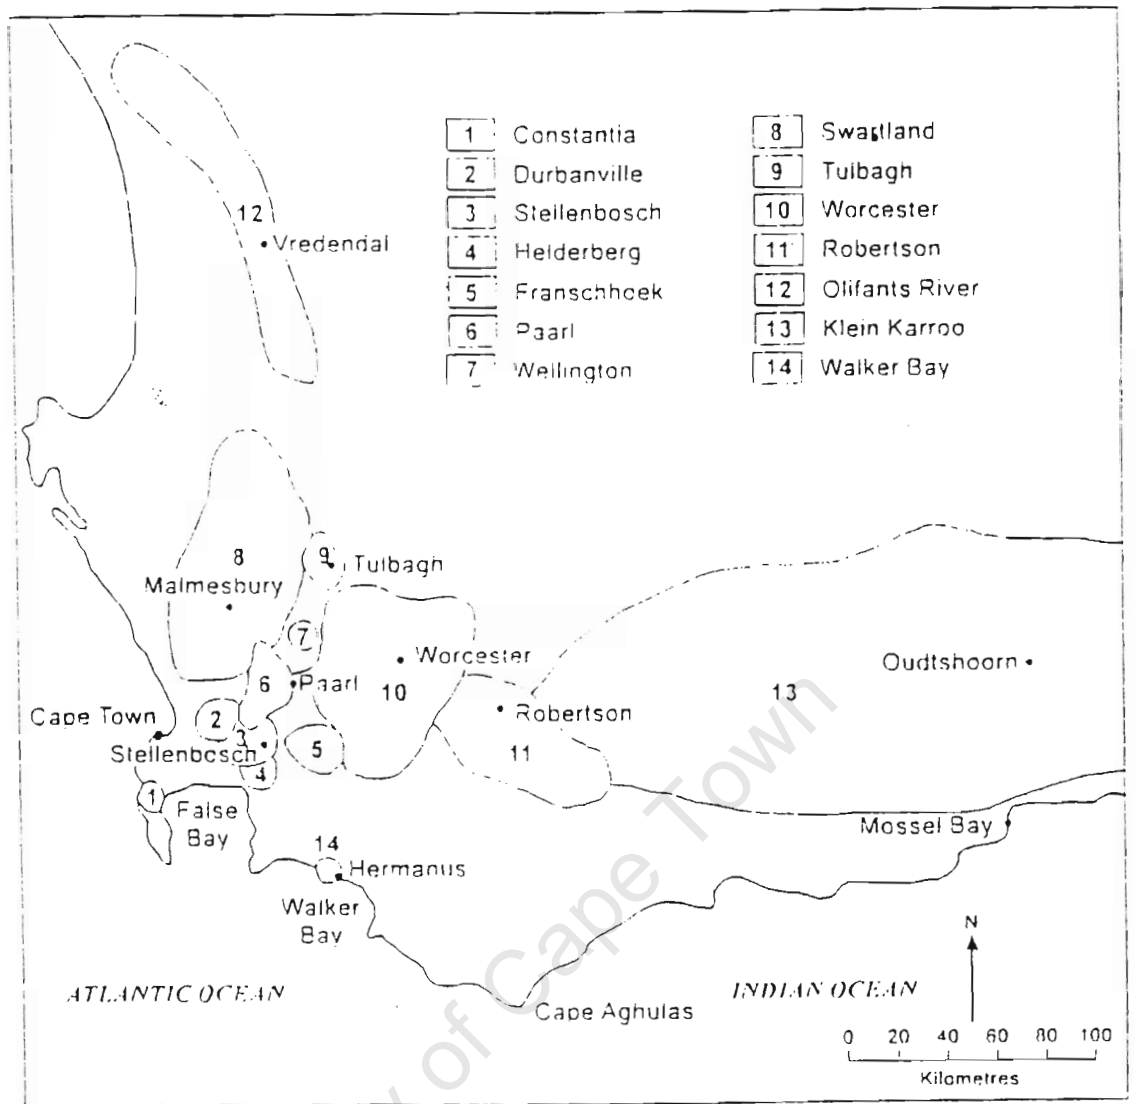 1 Constantia
2 Durbanville
3 Stellenbosch
4 Helderberg
5 Franschhoek
6 Paarl
7 Wellington
8 Swartland
9 Tulbagh
10 Worcester
11 Robertson
12 Olifants River
13 Klein Karroo
14 Walker Bay
12
Vredendal
8
Malmesbury
9
Tulbagh
7
Worcester
10
6
Paarl
Oudtshoorn
13
Robertson
11
Cape Town
2
3
Stellenbosch
5
4
1
False
Bay
Mossel Bay
14
Hermanus
Walker
Bay
N
ATLANTIC OCEAN
INDIAN OCEAN
Cape Aghulas
0 20 40 60 80 100
Kilometres
y of Cape Town